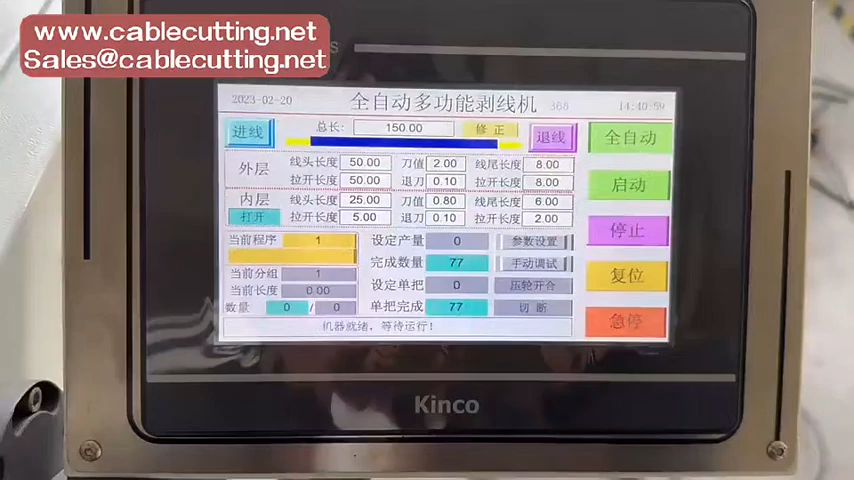 www.cablecutting.net
Sales@cablecutting.net
2023-02-20 全自动多功能剥线机 368 14:40:59
进线 总长: 150.00 修 正 退线 全自动
外层 线头长度 50.00 刀值 2.00 线尾长度 8.00
拉开长度 50.00 退刀 0.10 拉开长度 8.00
启动
内层 线头长度 25.00 刀值 0.80 线尾长度 6.00
打开 拉开长度 5.00 退刀 0.10 拉开长度 2.00
停止
当前程序 1 设定产量 0 参数设置
完成数量 77 手动调试
当前分组 1 设定单把 0 压轮开合 复位
当前长度 0.00
数量 0 / 0 单把完成 77 切 断
机器就绪，等待运行! 急停
Kinco